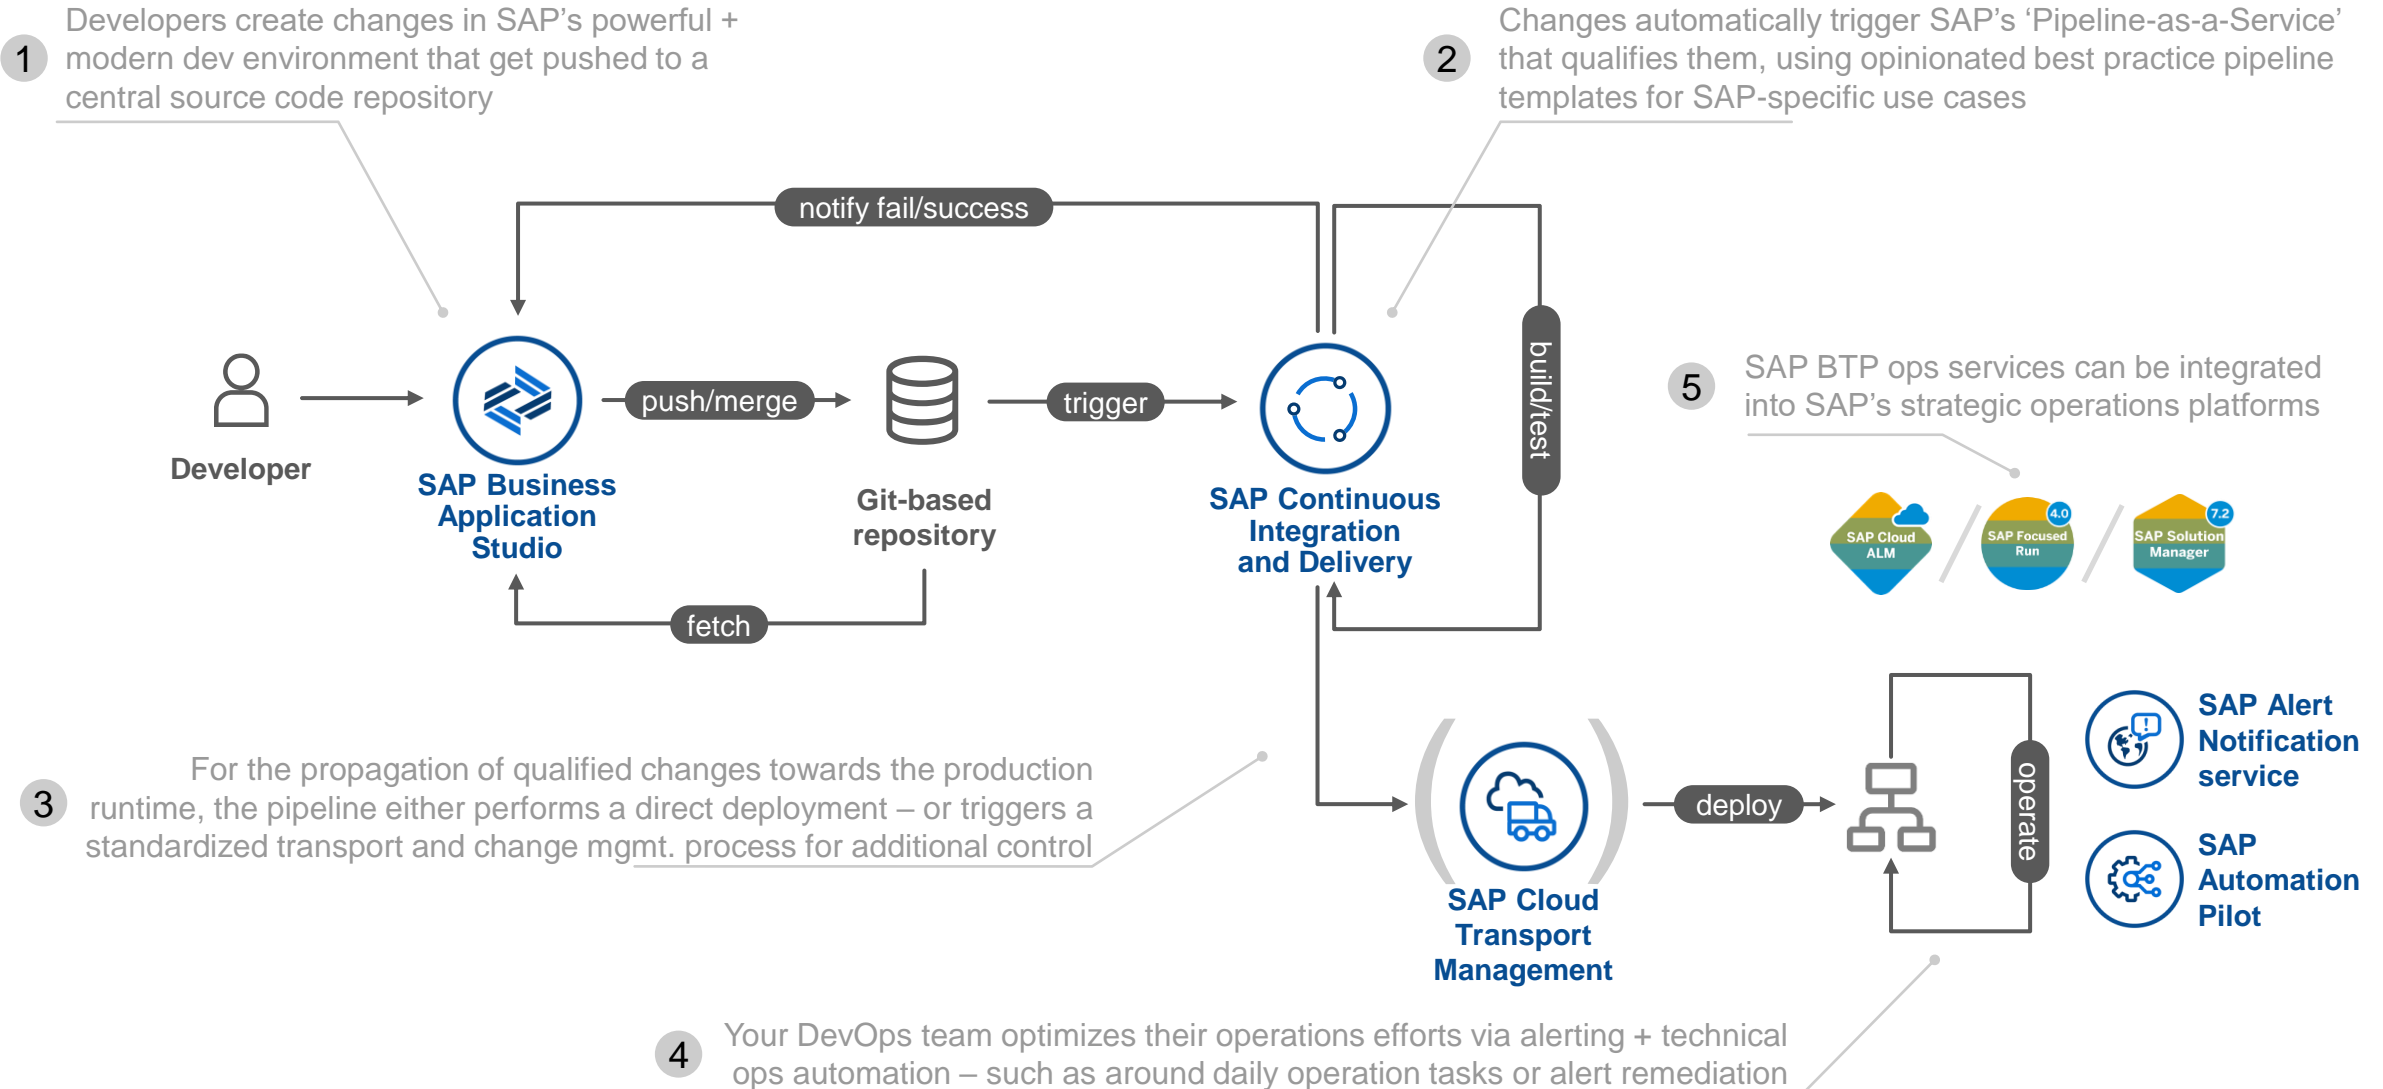 1
Developers create changes in SAP’s powerful +
modern dev environment that get pushed to a
central source code repository
2
Changes automatically trigger SAP’s ‘Pipeline-as-a-Service’
that qualifies them, using opinionated best practice pipeline
templates for SAP-specific use cases
notify fail/success
build/test
Developer
SAP Business
Application
Studio
push/merge
Git-based
repository
trigger
SAP Continuous
Integration
and Delivery
fetch
5
SAP BTP ops services can be integrated
into SAP’s strategic operations platforms
SAP Cloud
ALM
4.0
SAP Focused
Run
7.2
SAP Solution
Manager
3
For the propagation of qualified changes towards the production
runtime, the pipeline either performs a direct deployment – or triggers a
standardized transport and change mgmt. process for additional control
SAP Cloud
Transport
Management
deploy
operate
SAP Alert
Notification
service
SAP
Automation
Pilot
4
Your DevOps team optimizes their operations efforts via alerting + technical
ops automation – such as around daily operation tasks or alert remediation